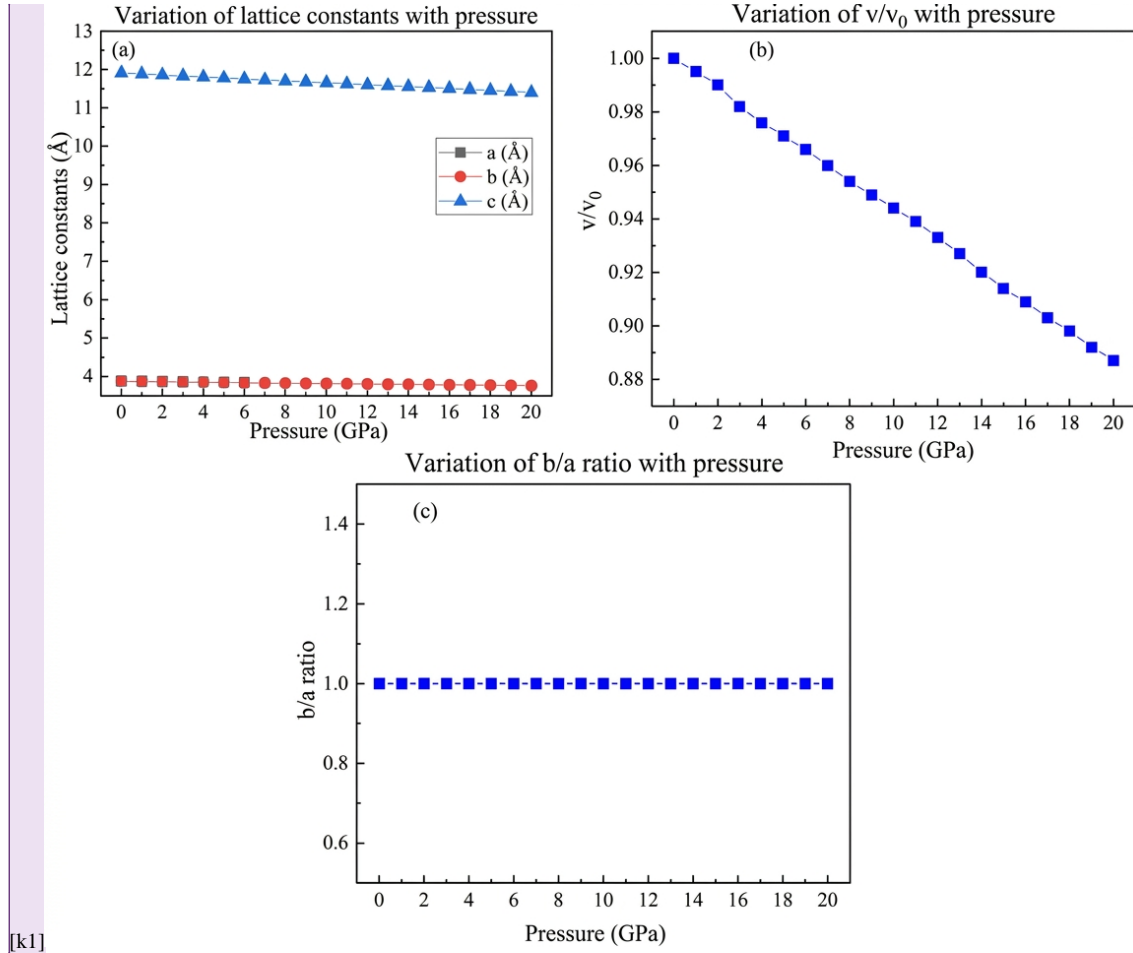 Variation of lattice constants with pressure
(a)
13
12
11
10
9
8
7
6
5
4
Lattice constants (Å)
a (Å)
b (Å)
c (Å)
0 2 4 6 8 10 12 14 16 18 20
Pressure (GPa)
Variation of v/ν₀ with pressure
(b)
1.00
0.98
0.96
0.94
0.92
0.90
0.88
v/ν₀
0 2 4 6 8 10 12 14 16 18 20
Pressure (GPa)
Variation of b/a ratio with pressure
(c)
1.4
1.2
1.0
0.8
0.6
b/a ratio
0 2 4 6 8 10 12 14 16 18 20
Pressure (GPa)
[k1]